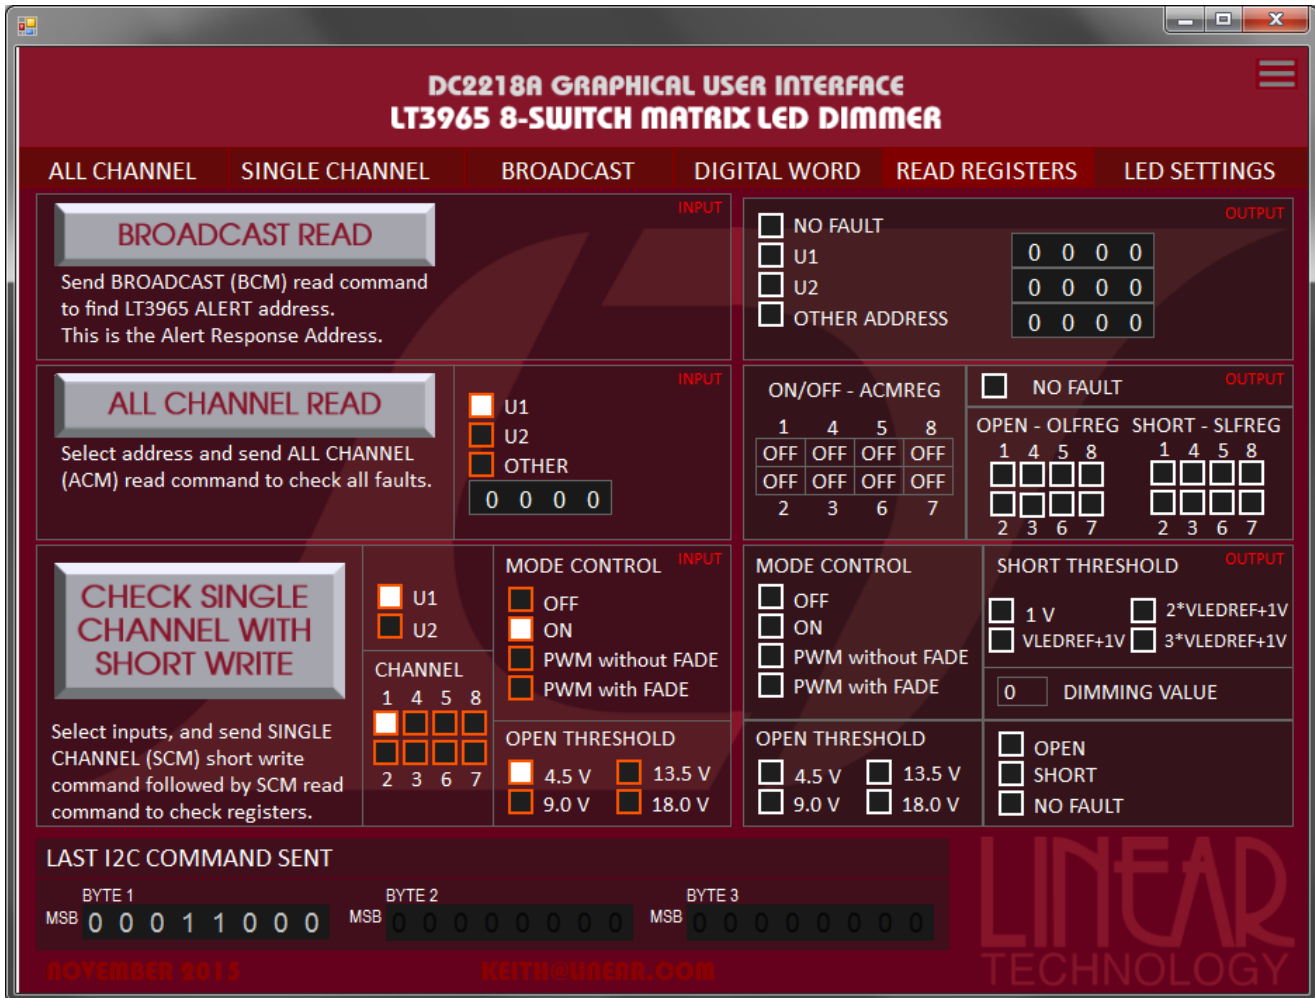 DC2218A GRAPHICAL USER INTERFACE
LT3965 8-SWITCH MATRIX LED DIMMER
ALL CHANNEL SINGLE CHANNEL BROADCAST DIGITAL WORD READ REGISTERS LED SETTINGS
INPUT
BROADCAST READ
Send BROADCAST (BCM) read command
to find LT3965 ALERT address.
This is the Alert Response Address.
OUTPUT
NO FAULT
U1 0 0 0 0
U2 0 0 0 0
OTHER ADDRESS 0 0 0 0
INPUT
ALL CHANNEL READ
Select address and send ALL CHANNEL
(ACM) read command to check all faults.
U1
U2
OTHER
0 0 0 0
ON/OFF - ACMREG
1 4 5 8
OFF OFF OFF OFF
OFF OFF OFF OFF
2 3 6 7
OUTPUT
NO FAULT
OPEN - OLFREG SHORT - SLFREG
1 4 5 8 1 4 5 8
2 3 6 7 2 3 6 7
INPUT
CHECK SINGLE
CHANNEL WITH
SHORT WRITE
Select inputs, and send SINGLE
CHANNEL (SCM) short write
command followed by SCM read
command to check registers.
U1
U2
CHANNEL
1 4 5 8
2 3 6 7
MODE CONTROL
OFF
ON
PWM without FADE
PWM with FADE
OPEN THRESHOLD
4.5 V 13.5 V
9.0 V 18.0 V
MODE CONTROL
OFF
ON
PWM without FADE
PWM with FADE
OPEN THRESHOLD
4.5 V 13.5 V
9.0 V 18.0 V
OUTPUT
SHORT THRESHOLD
1 V 2*VLEDREF+1V
VLEDREF+1V 3*VLEDREF+1V
0 DIMMING VALUE
OPEN
SHORT
NO FAULT
LAST I2C COMMAND SENT
BYTE 1 BYTE 2 BYTE 3
MSB 0 0 0 1 1 0 0 0 MSB 0 0 0 0 0 0 0 0 MSB 0 0 0 0 0 0 0 0
NOVEMBER 2015 KEITH@LINEAR.COM
LINEAR
TECHNOLOGY